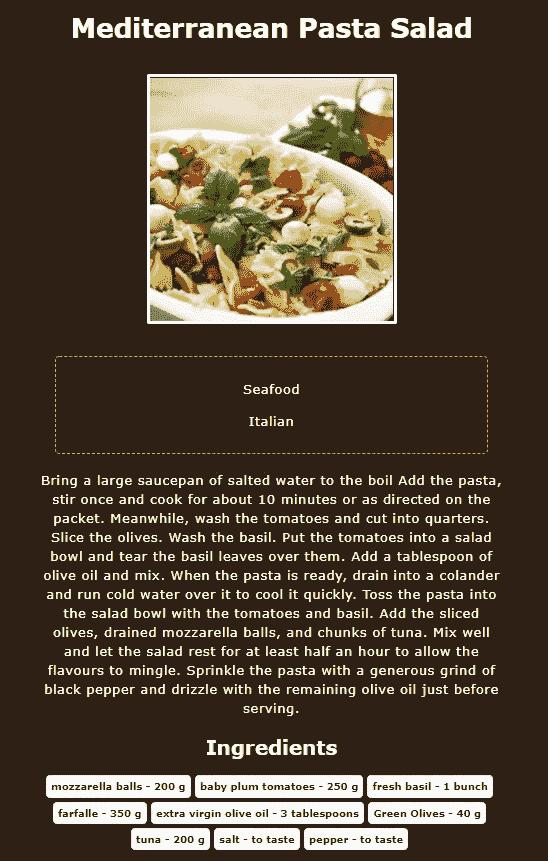 Mediterranean Pasta Salad
Seafood
Italian
Bring a large saucepan of salted water to the boil Add the pasta,
stir once and cook for about 10 minutes or as directed on the
packet. Meanwhile, wash the tomatoes and cut into quarters.
Slice the olives. Wash the basil. Put the tomatoes into a salad
bowl and tear the basil leaves over them. Add a tablespoon of
olive oil and mix. When the pasta is ready, drain into a colander
and run cold water over it to cool it quickly. Toss the pasta into
the salad bowl with the tomatoes and basil. Add the sliced
olives, drained mozzarella balls, and chunks of tuna. Mix well
and let the salad rest for at least half an hour to allow the
flavours to mingle. Sprinkle the pasta with a generous grind of
black pepper and drizzle with the remaining olive oil just before
serving.
Ingredients
mozzarella balls - 200 g baby plum tomatoes - 250 g fresh basil - 1 bunch
farfalle - 350 g extra virgin olive oil - 3 tablespoons Green Olives - 40 g
tuna - 200 g salt - to taste pepper - to taste